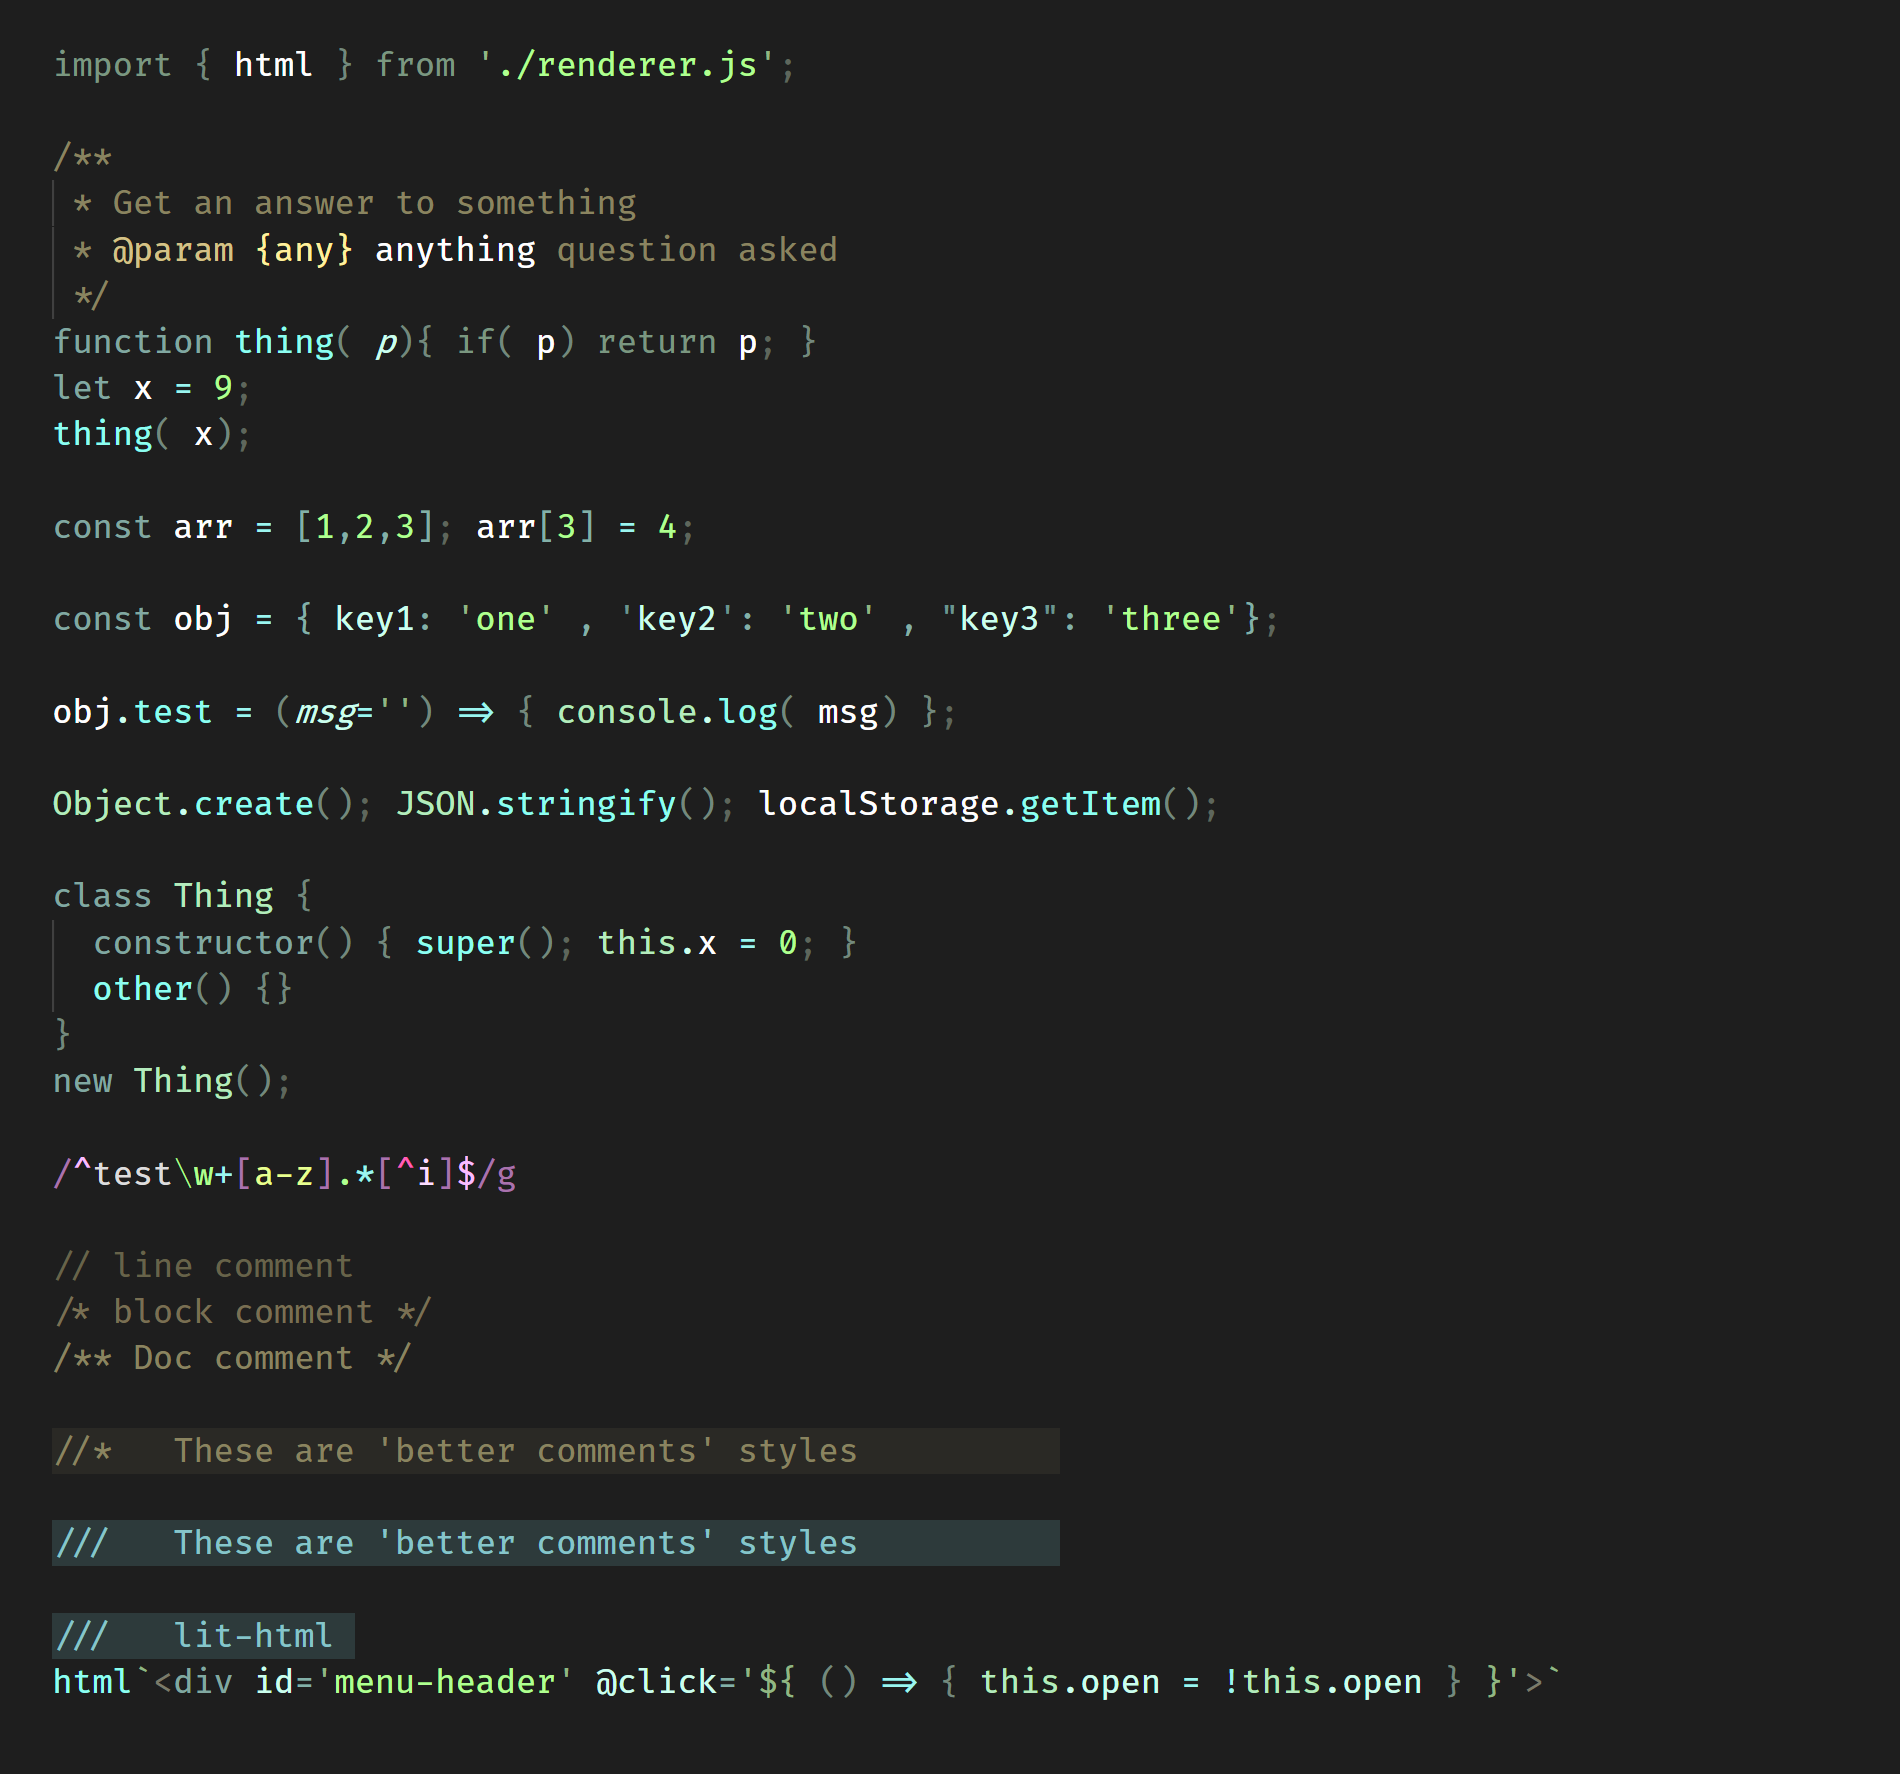 import { html } from './renderer.js';
/**
 * Get an answer to something
 * @param {any} anything question asked
 */
function thing( p){ if( p) return p; }
let x = 9;
thing( x);
const arr = [1,2,3]; arr[3] = 4;
const obj = { key1: 'one' , 'key2': 'two' , "key3": 'three'};
obj.test = (msg='') => { console.log( msg) };
Object.create(); JSON.stringify(); localStorage.getItem();
class Thing {
  constructor() { super(); this.x = 0; }
  other() {}
}
new Thing();
/^test\w+[a-z].*[^i]$/g
// line comment
/* block comment */
/** Doc comment */
//*   These are 'better comments' styles
///   These are 'better comments' styles
///   lit-html
html`<div id='menu-header' @click='${ () => { this.open = !this.open } }'>`